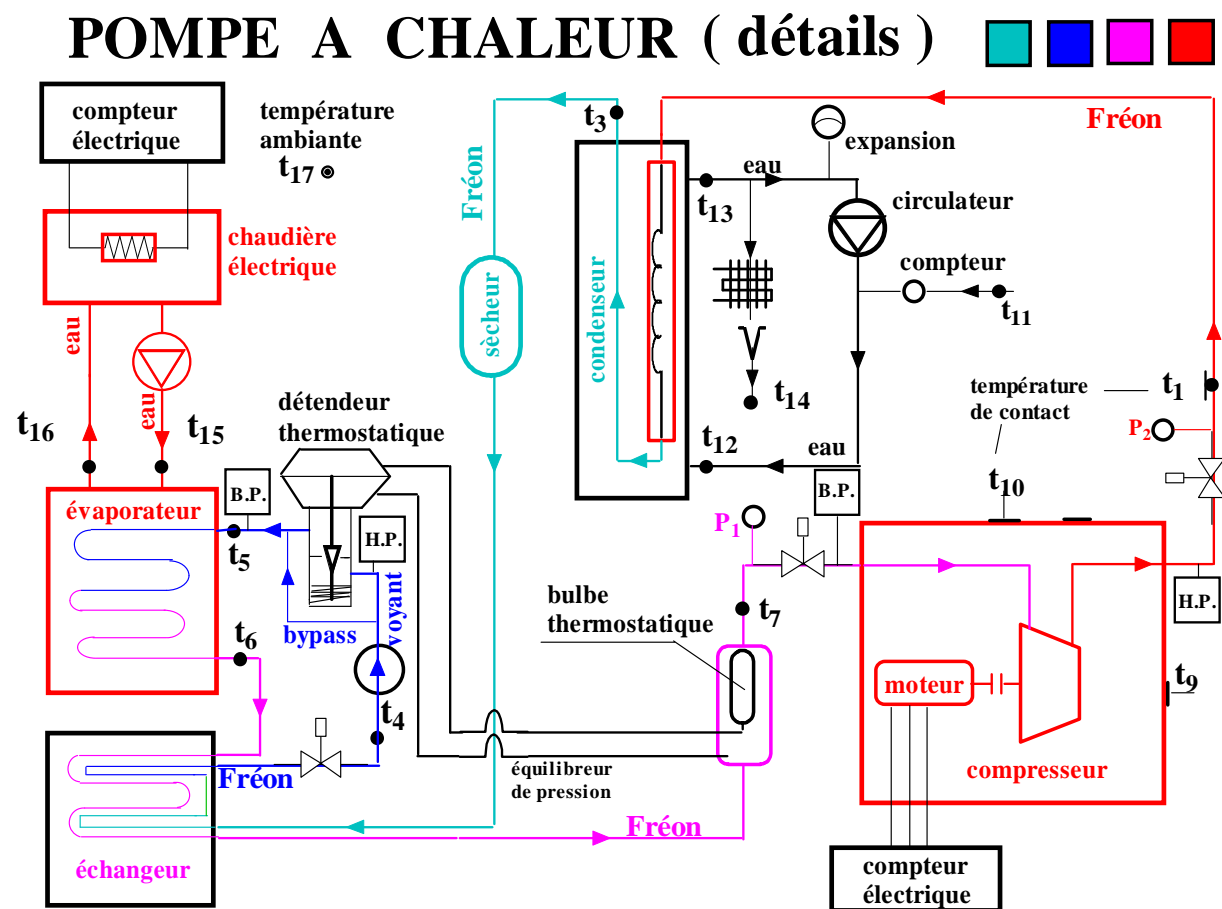 POMPE A CHALEUR ( détails )
compteur
électrique
température
ambiante
t17
chaudière
électrique
eau
eau
t16
t15
évaporateur
détendeur
thermostatique
B.P.
H.P.
t5
bypass
voyant
t6
t4
Fréon
échangeur
Fréon
sècheur
t3
condenseur
eau
t13
expansion
circulateur
compteur
t11
t14
t12
eau
Fréon
température
de contact
t1
P2
t10
B.P.
P1
t7
bulbe
thermostatique
équilibreur
de pression
Fréon
H.P.
t9
moteur
compresseur
compteur
électrique